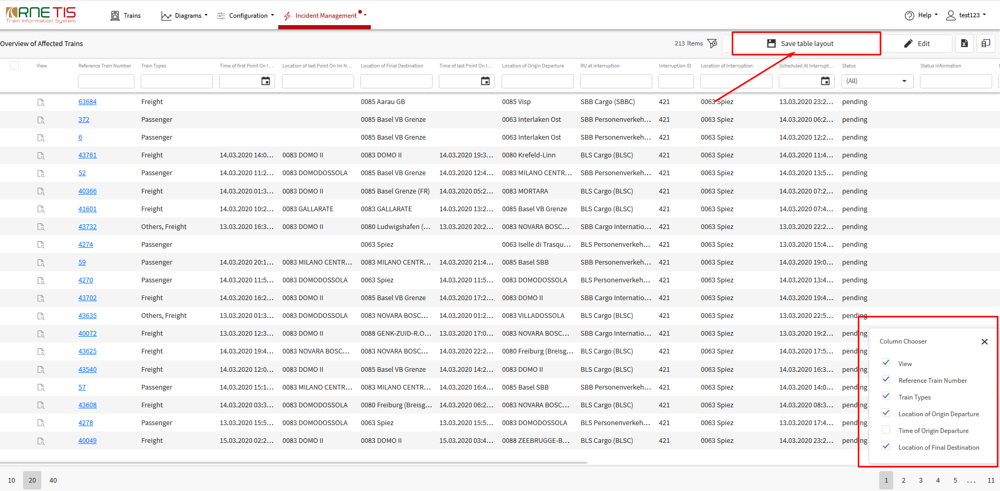 RNE TIS
Train Information System
Trains
Diagrams
Configuration
Incident Management
Help
test123
Overview of Affected Trains
213 Items
Save table layout
Edit
View Reference Train Number Train Types Time of first Point On I... Location of last Point On Im N... Location of Final Destination Time of last Point On I... Location of Origin Departure RU at interruption Interruption ID Location of Interruption Scheduled At Interrupt... Status Status Information
(All)
63684 Freight 0085 Aarau GB 0085 Visp SBB Cargo (SBBC) 421 0063 Spiez 13.03.2020 23:2... pending
372 Passenger 0085 Basel VB Grenze 0063 Interlaken Ost SBB Personenverkeh... 421 0063 Spiez 14.03.2020 06:2... pending
6 Passenger 0085 Basel VB Grenze 0063 Interlaken Ost SBB Personenverkeh... 421 0063 Spiez 14.03.2020 12:2... pending
43761 Freight 14.03.2020 14:0... 0083 DOMO II 0083 DOMO II 14.03.2020 19:3... 0080 Krefeld-Linn BLS Cargo (BLSC) 421 0063 Spiez 14.03.2020 11:4... pending
52 Passenger 14.03.2020 11:2... 0083 DOMODOSSOLA 0085 Basel VB Grenze 14.03.2020 12:4... 0083 MILANO CENTR... SBB Personenverkeh... 421 0063 Spiez 14.03.2020 13:5... pending
40366 Freight 14.03.2020 01:3... 0083 DOMO II 0085 Basel Grenze (FR) 14.03.2020 05:2... 0083 MORTARA BLS Cargo (BLSC) 421 0063 Spiez 14.03.2020 07:2... pending
41601 Freight 14.03.2020 10:2... 0083 GALLARATE 0083 GALLARATE 14.03.2020 13:2... 0085 Basel VB Grenze BLS Cargo (BLSC) 421 0063 Spiez 14.03.2020 07:4... pending
43732 Others, Freight 13.03.2020 16:3... 0083 DOMO II 0080 Ludwigshafen (... 13.03.2020 20:2... 0083 NOVARA BOSC... SBB Cargo Internatio... 421 0063 Spiez 13.03.2020 22:2... pending
4274 Passenger 0063 Spiez 0063 Iselle di Trasqu... BLS Personenverkeh... 421 0063 Spiez 13.03.2020 15:4... pending
59 Passenger 14.03.2020 20:1... 0083 MILANO CENTR... 0083 MILANO CENTR... 14.03.2020 21:4... 0085 Basel SBB SBB Personenverkeh... 421 0063 Spiez 14.03.2020 19:0... pending
4270 Passenger 14.03.2020 11:5... 0083 DOMODOSSOLA 0063 Spiez 14.03.2020 11:5... 0083 DOMODOSSOLA BLS Personenverkeh... 421 0063 Spiez 14.03.2020 13:4... pending
43702 Freight 14.03.2020 16:2... 0083 DOMO II 0085 Basel VB Grenze 14.03.2020 17:2... 0083 DOMO II SBB Cargo Internatio... 421 0063 Spiez 14.03.2020 19:4... pending
43635 Others, Freight 13.03.2020 01:3... 0083 DOMODOSSOLA 0083 NOVARA BOSC... 14.03.2020 01:2... 0083 VILLADOSSOLA BLS Cargo (BLSC) 421 0063 Spiez 13.03.2020 22:5... pending
40072 Freight 13.03.2020 12:3... 0083 DOMO II 0088 GENK-ZUID-R.O... 13.03.2020 17:0... 0083 NOVARA BOSC... SBB Cargo Internatio... 421 0063 Spiez 13.03.2020 19:2... pending
43625 Freight 14.03.2020 19:4... 0083 NOVARA BOSC... 0083 NOVARA BOSC... 14.03.2020 22:2... 0080 Freiburg (Breisg... BLS Cargo (BLSC) 421 0063 Spiez 14.03.2020 17:5... pending
43540 Freight 14.03.2020 12:0... 0083 DOMO II 0085 Basel VB Grenze 14.03.2020 14:2... 0083 DOMO II BLS Cargo (BLSC) 421 0063 Spiez 14.03.2020 16:3... pending
57 Passenger 14.03.2020 15:1... 0083 MILANO CENTR... 0083 MILANO CENTR... 14.03.2020 16:4... 0085 Basel SBB SBB Personenverkeh... 421 0063 Spiez 14.03.2020 14:0... pending
43608 Freight 14.03.2020 03:3... 0083 DOMODOSSOLA 0080 Freiburg (Breisg... 14.03.2020 06:2... 0083 NOVARA BOSC... BLS Cargo (BLSC) 421 0063 Spiez 14.03.2020 08:3... pending
4278 Passenger 13.03.2020 15:5... 0083 DOMODOSSOLA 0063 Spiez 13.03.2020 15:5... 0083 DOMODOSSOLA BLS Personenverkeh... 421 0063 Spiez 13.03.2020 17:4... pending
40049 Freight 15.03.2020 02:2... 0083 DOMO II 0083 DOMO II 15.03.2020 03:4... 0088 ZEEBRUGGE-B... BLS Cargo (BLSC) 421 0063 Spiez 14.03.2020 23:2... pending
Column Chooser
View
Reference Train Number
Train Types
Location of Origin Departure
Time of Origin Departure
Location of Final Destination
10 20 40
1 2 3 4 5 ... 11